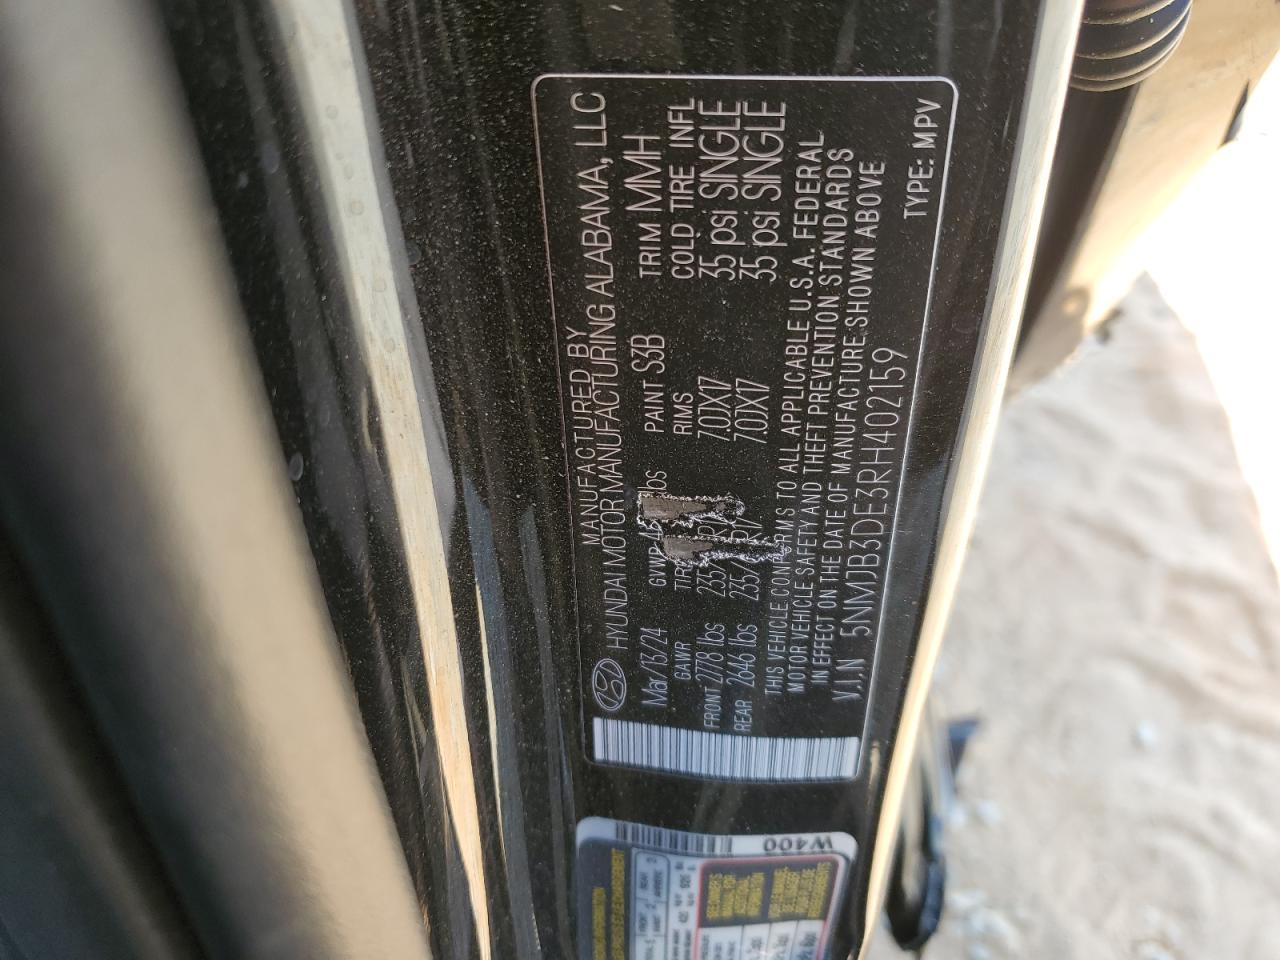 MANUFACTURED BY
HYUNDAI MOTOR MANUFACTURING ALABAMA, LLC
Mar/13/24 GVWR lbs PAINT S3B TRIM MMH
GAWR RIMS COLD TIRE INFL
FRONT 2778 lbs 235 7.0JX17 35 psi SINGLE
REAR 2646 lbs 235 7.0JX17 35 psi SINGLE
THIS VEHICLE CONFORMS TO ALL APPLICABLE U.S.A. FEDERAL
MOTOR VEHICLE SAFETY AND THEFT PREVENTION STANDARDS
IN EFFECT ON THE DATE OF MANUFACTURE SHOWN ABOVE
V.I.N 5NMJB3DE3RH402159
TYPE: MPV
W400